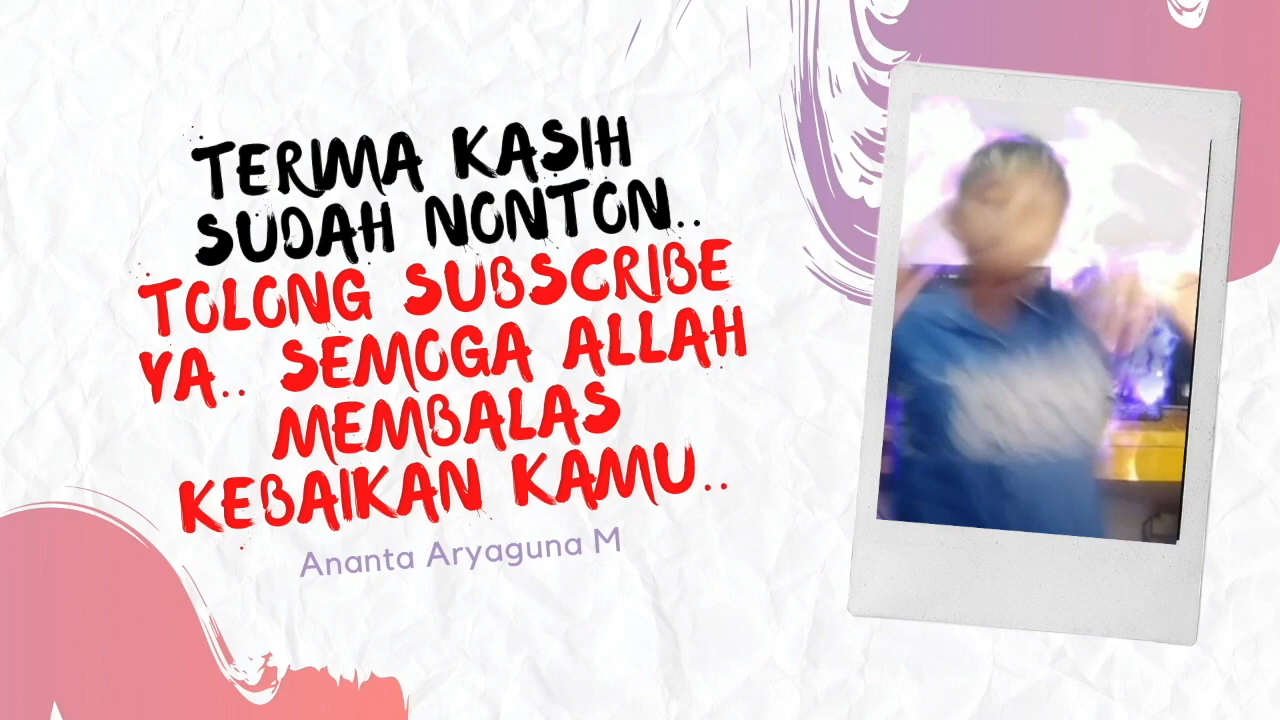 TERIMA KASIH
SUDAH NONTON..
TOLONG SUBSCRIBE
YA.. SEMOGA ALLAH
MEMBALAS
KEBAIKAN KAMU..
Ananta Aryaguna M